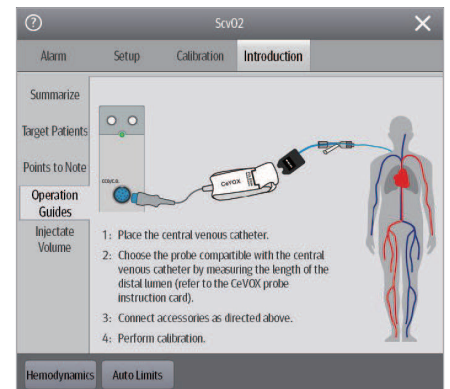 ScvO2
Alarm
Setup
Calibration
Introduction
Summarize
Target Patients
Points to Note
Operation
Guides
Injectate
Volume
CeVOX
1: Place the central venous catheter.
2: Choose the probe compartible with the central
venous catheter by measuring the length of the
distal lumen (refer to the CeVOX probe
instruction card).
3: Connect accessories as directed above.
4: Perform calibration.
Hemodynamics
Auto Limits